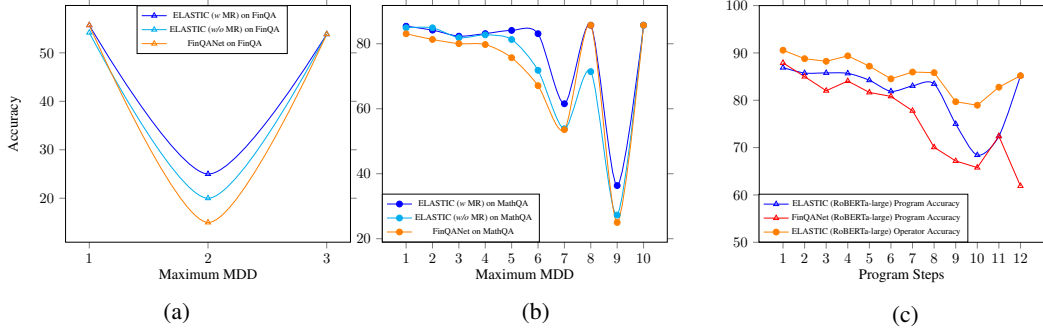 Accuracy
50
40
30
20
1
2
3
Maximum MDD
ELASTIC (w MR) on FinQA
ELASTIC (w/o MR) on FinQA
FinQANet on FinQA
(a)
80
60
40
20
1 2 3 4 5 6 7 8 9 10
Maximum MDD
ELASTIC (w MR) on MathQA
ELASTIC (w/o MR) on MathQA
FinQANet on MathQA
(b)
100
90
80
70
60
50
1 2 3 4 5 6 7 8 9 10 11 12
Program Steps
ELASTIC (RoBERTa-large) Program Accuracy
FinQANet (RoBERTa-large) Program Accuracy
ELASTIC (RoBERTa-large) Operator Accuracy
(c)